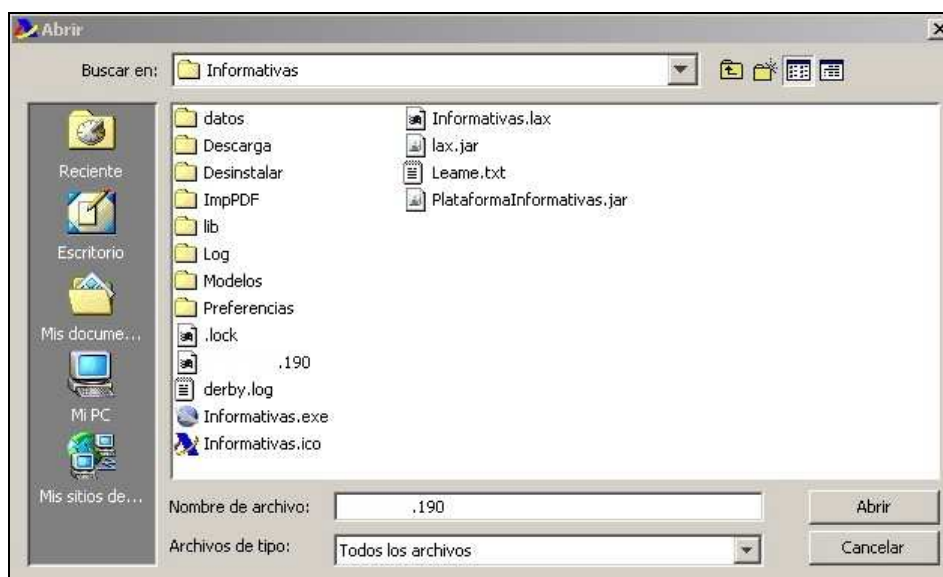 Abrir
Buscar en:
Informativas
Reciente
Escritorio
Mis docume...
Mi PC
Mis sitios de...
datos
Descarga
Desinstalar
ImpPDF
lib
Log
Modelos
Preferencias
.lock
.190
derby.log
Informativas.exe
Informativas.ico
Informativas.lax
lax.jar
Leame.txt
PlataformaInformativas.jar
Nombre de archivo:
.190
Abrir
Archivos de tipo:
Todos los archivos
Cancelar